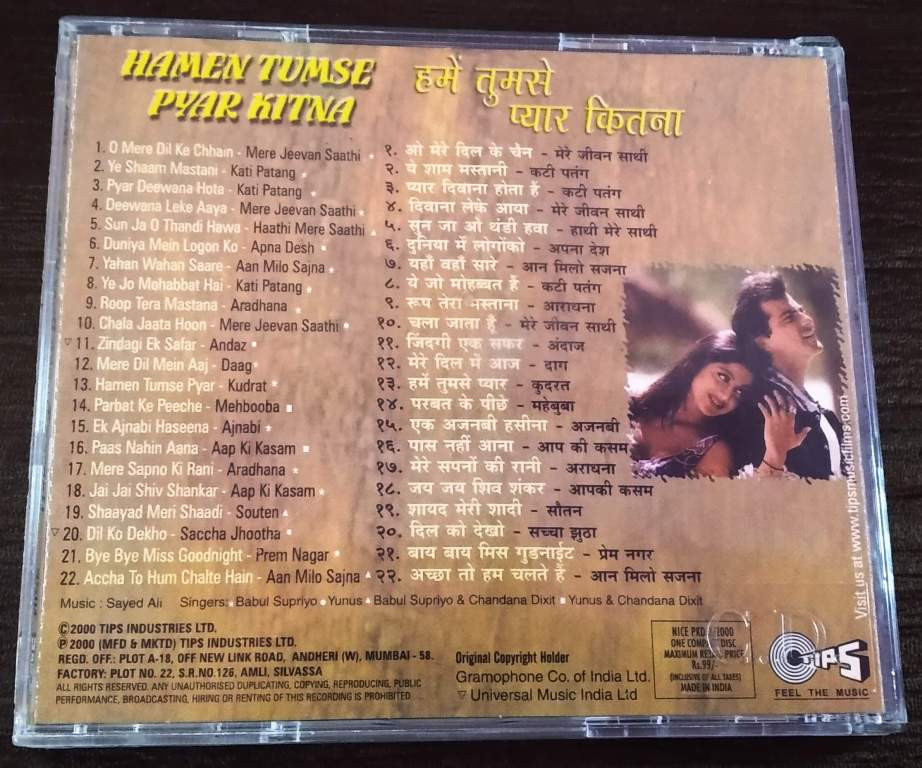 HAMEN TUMSE
PYAR KITNA
हमें तुमसे
प्यार कितना
1. O Mere Dil Ke Chhain - Mere Jeevan Saathi
2. Ye Shaam Mastani - Kati Patang
3. Pyar Deewana Hota - Kati Patang
4. Deewana Leke Aaya - Mere Jeevan Saathi
5. Sun Ja O Thandi Hawa - Haathi Mere Saathi
6. Duniya Mein Logon Ko - Apna Desh
7. Yahan Wahan Saare - Aan Milo Sajna
8. Ye Jo Mohabbat Hai - Kati Patang
9. Roop Tera Mastana - Aradhana
10. Chala Jaata Hoon - Mere Jeevan Saathi
▽ 11. Zindagi Ek Safar - Andaz
12. Mere Dil Mein Aaj - Daag
13. Hamen Tumse Pyar - Kudrat
14. Parbat Ke Peeche - Mehbooba
15. Ek Ajnabi Haseena - Ajnabi
16. Paas Nahin Aana - Aap Ki Kasam
17. Mere Sapno Ki Rani - Aradhana
18. Jai Jai Shiv Shankar - Aap Ki Kasam
19. Shaayad Meri Shaadi - Souten
▽ 20. Dil Ko Dekho - Saccha Jhootha
21. Bye Bye Miss Goodnight - Prem Nagar
22. Accha To Hum Chalte Hain - Aan Milo Sajna
१. ओ मेरे दिल के चैन - मेरे जीवन साथी
२. ये शाम मस्तानी - कटी पतंग
३. प्यार दिवाना होता हैं - कटी पतंग
४. दिवाना लेके आया - मेरे जीवन साथी
५. सुन जा ओ थंडी हवा - हाथी मेरे साथी
६. दुनिया में लोगोंको - अपना देश
७. यहाँ वहाँ सारे - आन मिलो सजना
८. ये जो मोहब्बत है - कटी पतंग
९. रूप तेरा मस्ताना - आराधना
१०. चला जाता हूँ - मेरे जीवन साथी
११. जिंदगी एक सफर - अंदाज
१२. मेरे दिल में आज - दाग
१३. हमें तुमसे प्यार - कुदरत
१४. परबत के पीछे - महेबुबा
१५. एक अजनबी हसीना - अजनबी
१६. पास नहीं आना - आप की कसम
१७. मेरे सपनों की रानी - अराधना
१८. जय जय शिव शंकर - आपकी कसम
१९. शायद मेरी शादी - सौतन
२०. दिल को देखो - सच्चा झुठा
२१. बाय बाय मिस गुडनाईट - प्रेम नगर
२२. अच्छा तो हम चलते हैं - आन मिलो सजना
Visit us at www.tipsmusicfilms.com
Music : Sayed Ali Singers: Babul Supriyo Yunus Babul Supriyo & Chandana Dixit Yunus & Chandana Dixit
©2000 TIPS INDUSTRIES LTD.
℗ 2000 (MFD & MKTD) TIPS INDUSTRIES LTD.
REGD. OFF.: PLOT A-18, OFF NEW LINK ROAD, ANDHERI (W), MUMBAI - 58.
FACTORY: PLOT NO. 22, S.R.NO.126, AMLI, SILVASSA
ALL RIGHTS RESERVED. ANY UNAUTHORISED DUPLICATING, COPYING, REPRODUCING, PUBLIC
PERFORMANCE, BROADCASTING, HIRING OR RENTING OF THIS RECORDING IS PROHIBITED
Original Copyright Holder
Gramophone Co. of India Ltd.
▽ Universal Music India Ltd
NICE 2000
ONE COMPACT DISC
MAXIMUM RETAIL PRICE
Rs.99/-
(INCLUSIVE OF ALL TAXES)
MADE IN INDIA
TIPS
FEEL THE MUSIC